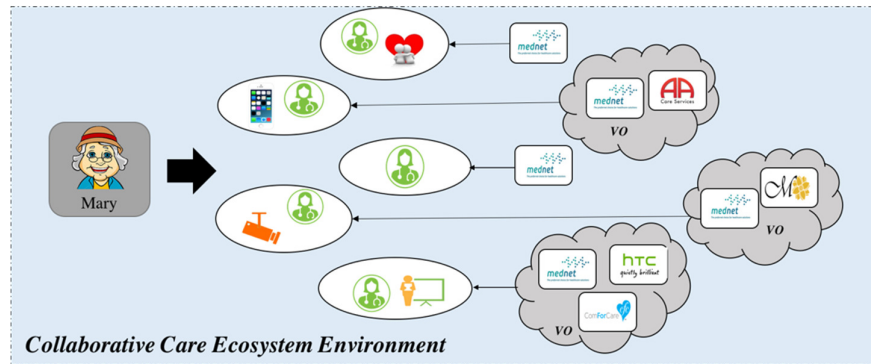 mednet
mednet
AA
Care Services
VO
mednet
Mary
mednet
M
VO
mednet
hTC
quietly brilliant
ComForCare
VO
Collaborative Care Ecosystem Environment